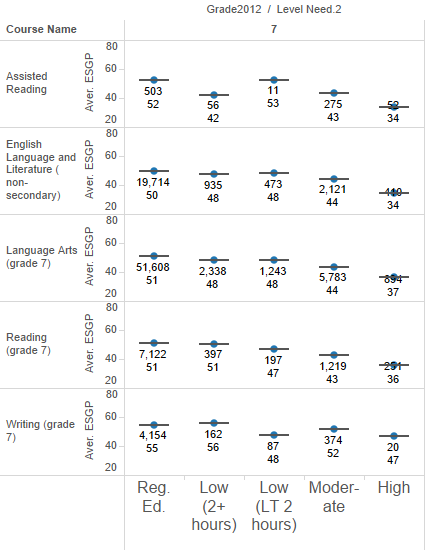 Grade2012 / Level Need.2
Course Name
7
Assisted
Reading
Aver. ESGP
80
60
40
20
503
52
56
42
11
53
275
43
52
34
English
Language and
Literature (
non-
secondary)
Aver. ESGP
80
60
40
20
19,714
50
935
48
473
48
2,121
44
34
Language Arts
(grade 7)
Aver. ESGP
80
60
40
20
51,608
51
2,338
48
1,243
48
5,783
44
894
37
Reading
(grade 7)
Aver. ESGP
80
60
40
20
7,122
51
397
51
197
47
1,219
43
36
Writing (grade
7)
Aver. ESGP
80
60
40
20
4,154
55
162
56
87
48
374
52
20
47
Reg.
Ed.
Low
(2+
hours)
Low
(LT 2
hours)
Moder-
ate
High